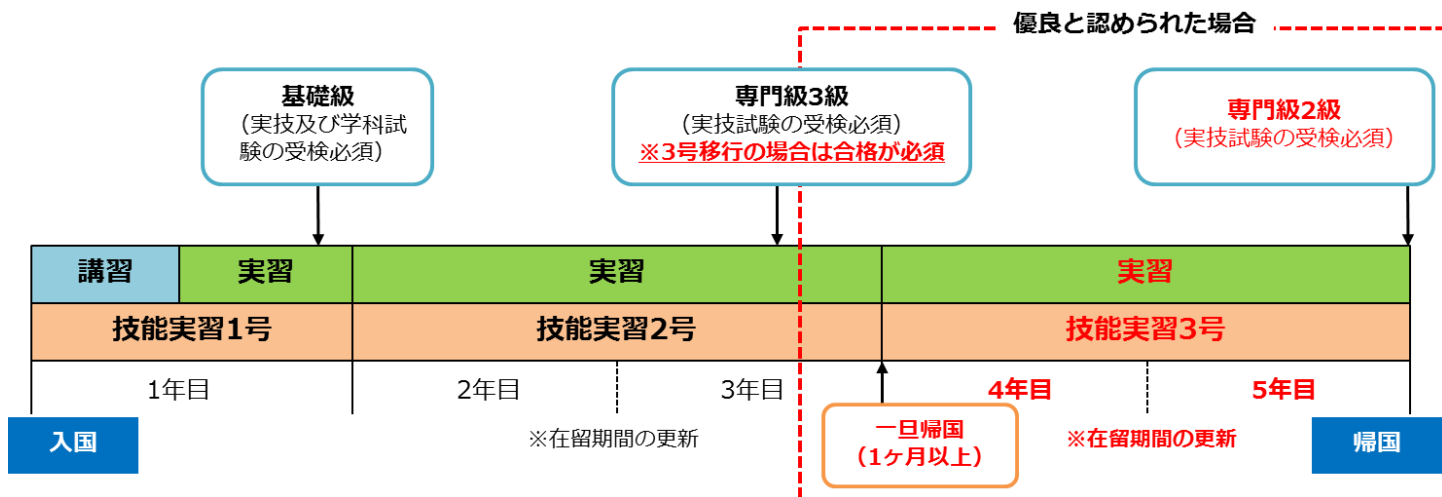 優良と認められた場合
基礎級
（実技及び学科試
験の受検必須）
専門級3級
（実技試験の受検必須）
※3号移行の場合は合格が必須
専門級2級
（実技試験の受検必須）
講習
実習
実習
実習
技能実習1号
技能実習2号
技能実習3号
1年目
2年目
3年目
4年目
5年目
入国
※在留期間の更新
一旦帰国
（1ヶ月以上）
※在留期間の更新
帰国